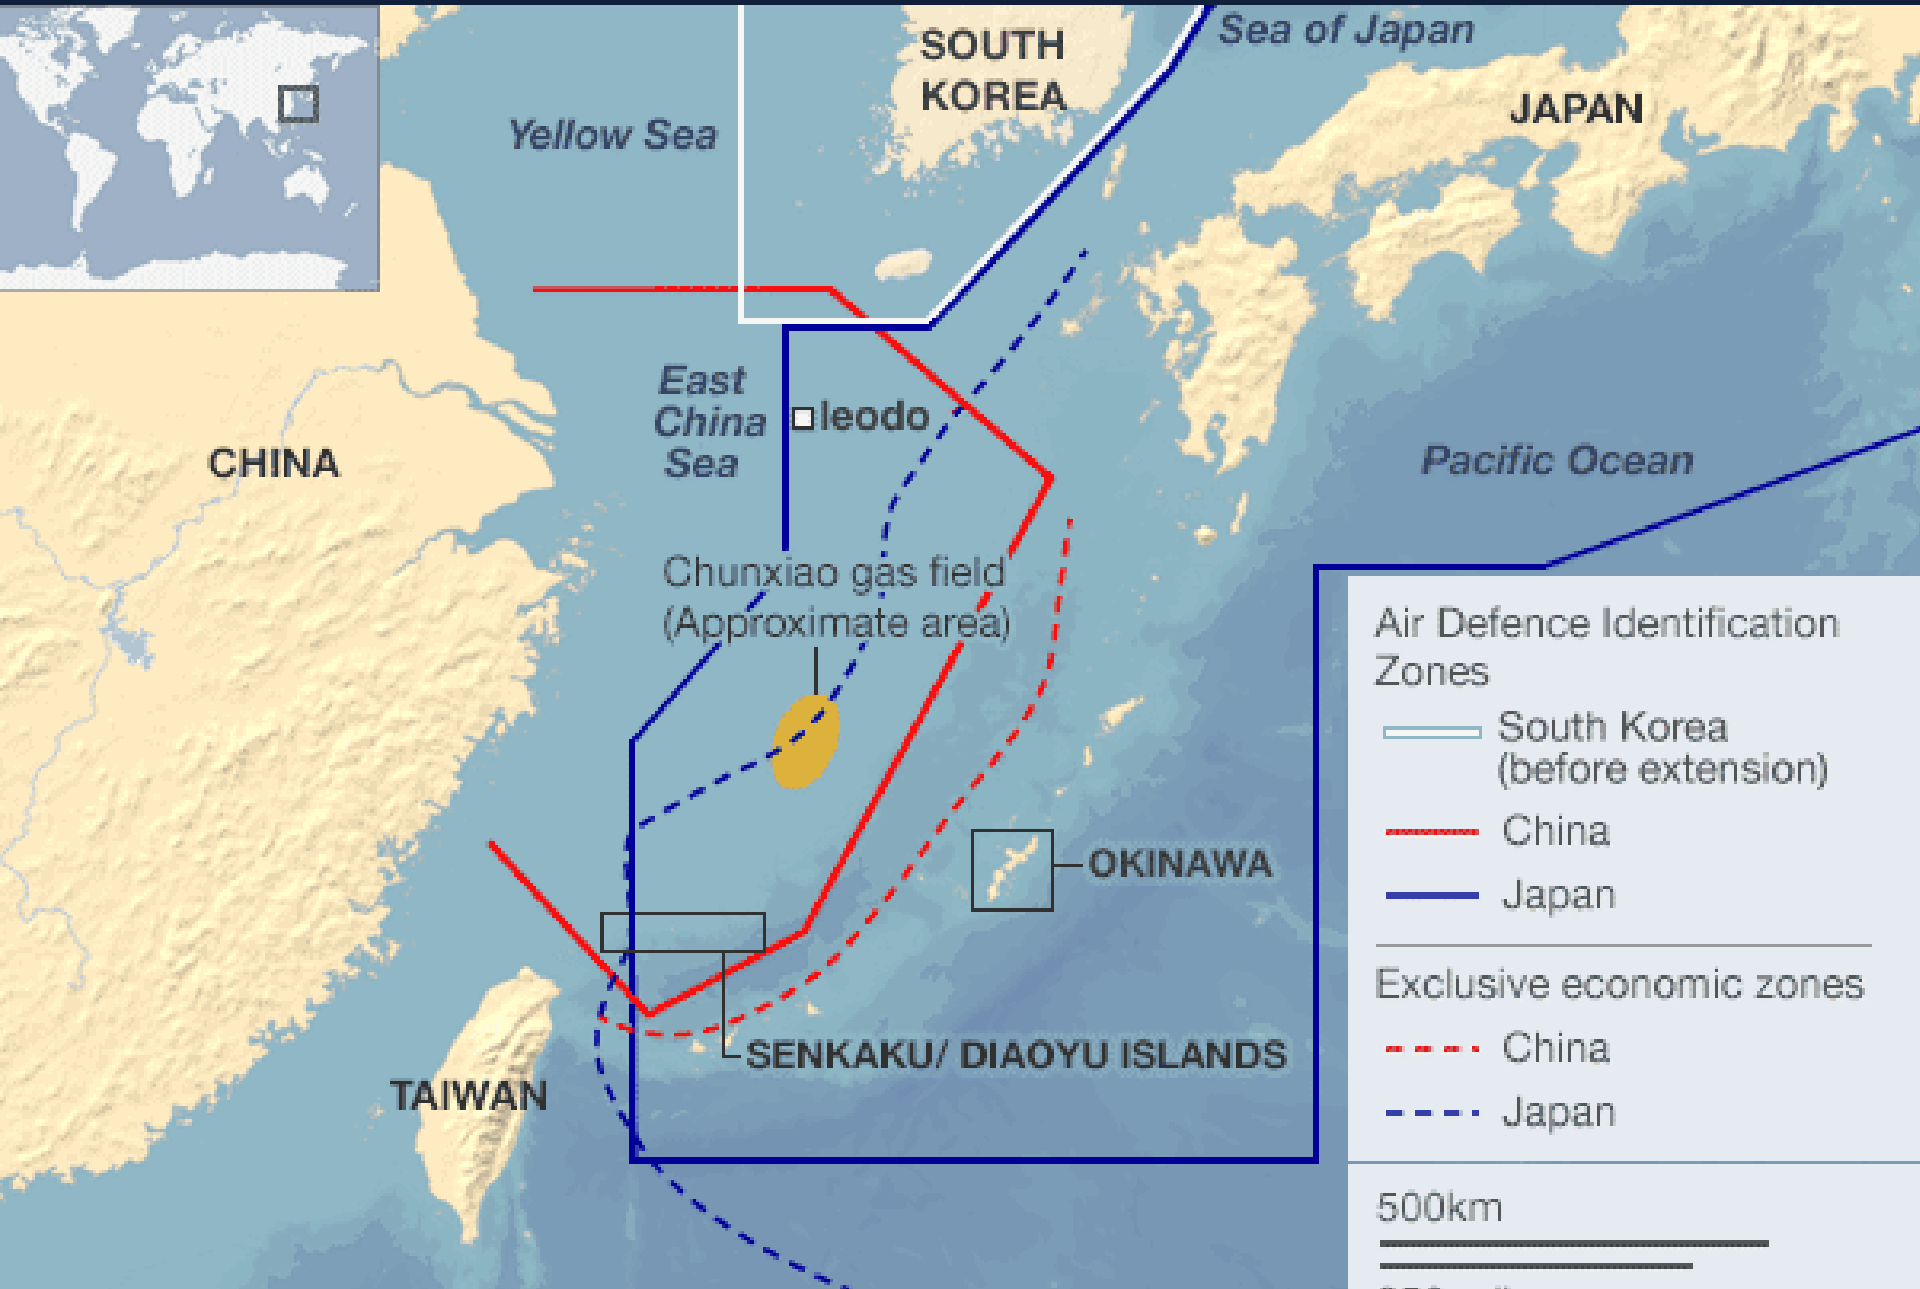 Sea of Japan
SOUTH
KOREA
JAPAN
Yellow Sea
East
China
Sea
Ieodo
CHINA
Pacific Ocean
Chunxiao gas field
(Approximate area)
OKINAWA
SENKAKU/ DIAOYU ISLANDS
TAIWAN
Air Defence Identification
Zones
South Korea
(before extension)
China
Japan
Exclusive economic zones
China
Japan
500km